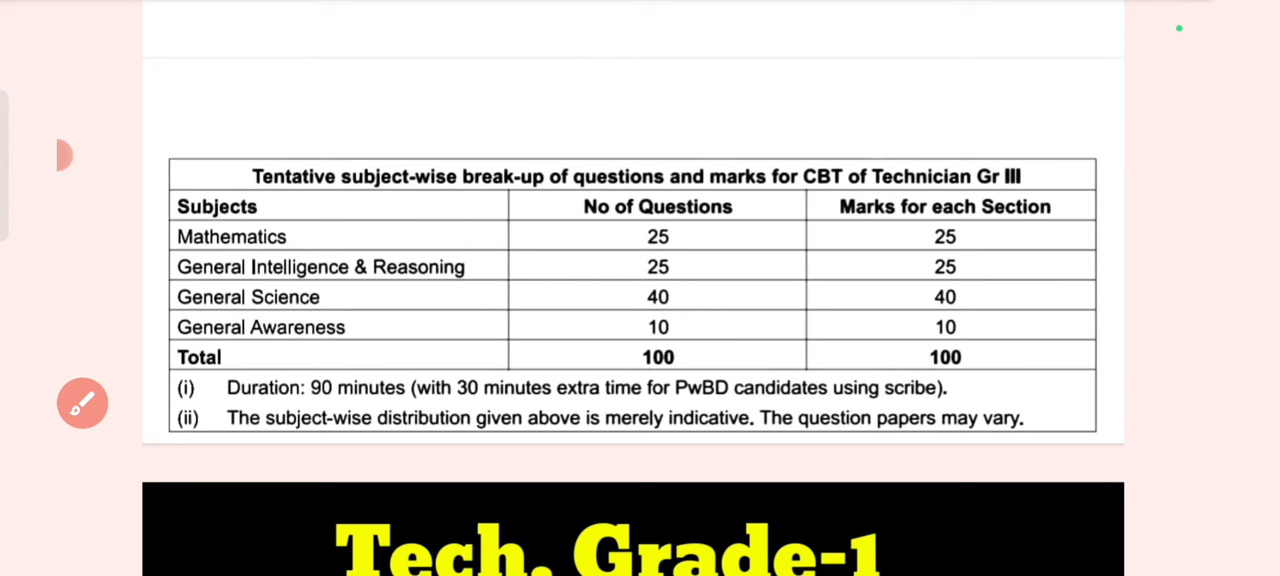 Tentative subject-wise break-up of questions and marks for CBT of Technician Gr III
Subjects No of Questions Marks for each Section
Mathematics 25 25
General Intelligence & Reasoning 25 25
General Science 40 40
General Awareness 10 10
Total 100 100
(i) Duration: 90 minutes (with 30 minutes extra time for PwBD candidates using scribe).
(ii) The subject-wise distribution given above is merely indicative. The question papers may vary.
Tech. Grade-1